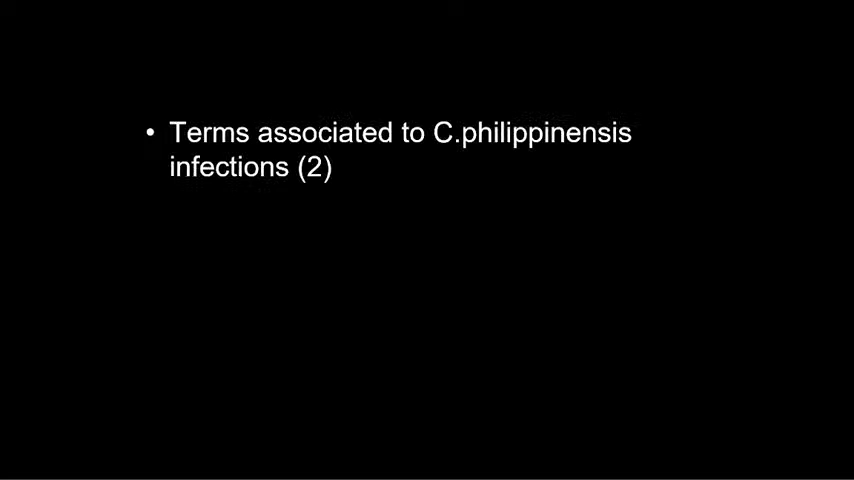 • Terms associated to C.philippinensis
infections (2)